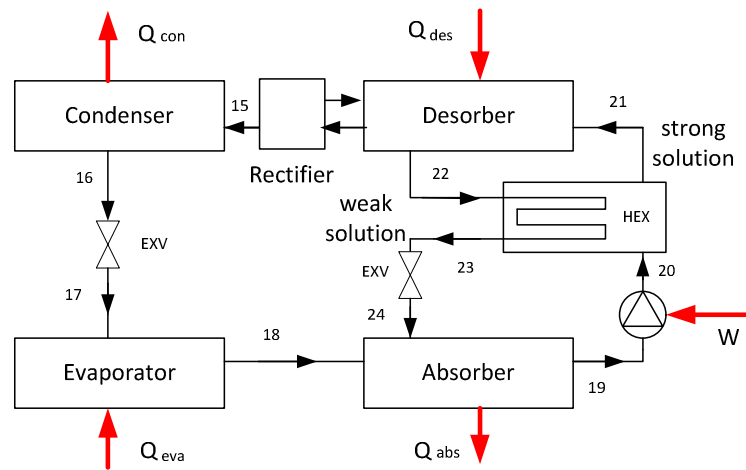 Q con
Q des
Condenser
15
Desorber
21
strong
solution
Rectifier
16
22
weak
solution
HEX
EXV
EXV
23
20
17
24
W
18
Evaporator
Absorber
19
Q eva
Q abs